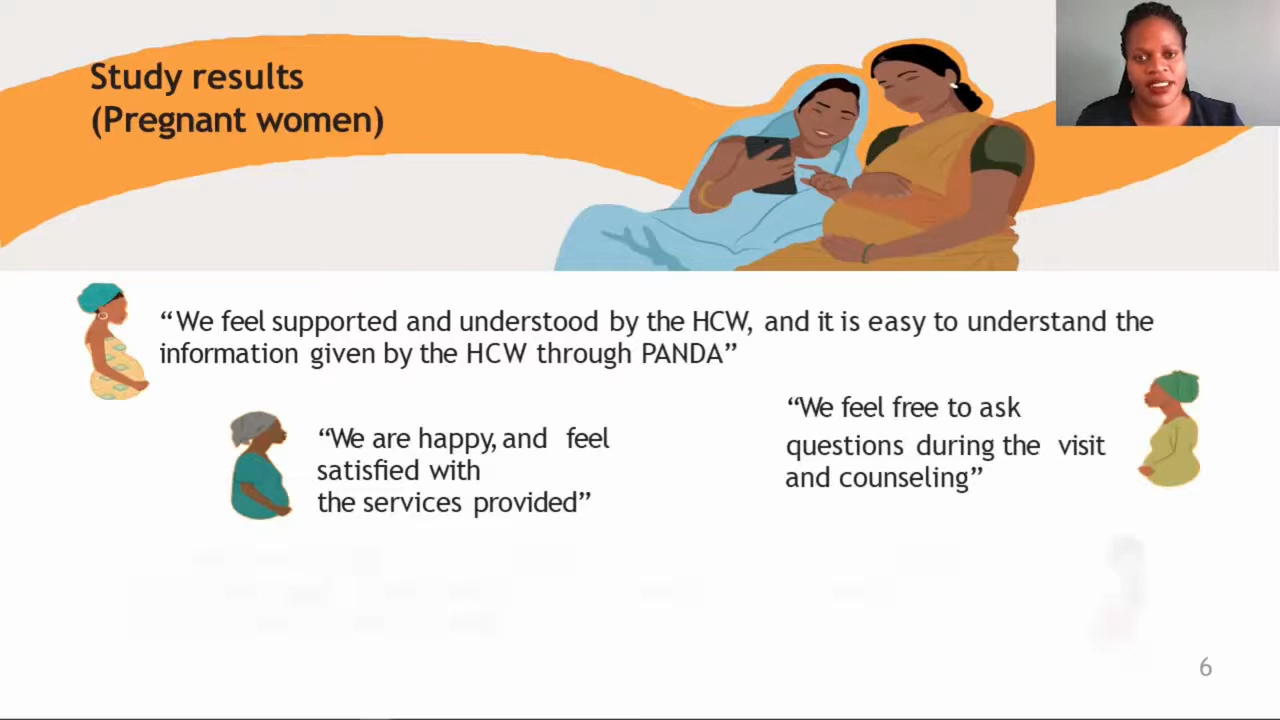 Study results
(Pregnant women)
“We feel supported and understood by the HCW, and it is easy to understand the
information given by the HCW through PANDA”
“We are happy, and feel
satisfied with
the services provided”
“We feel free to ask
questions during the visit
and counseling”
6